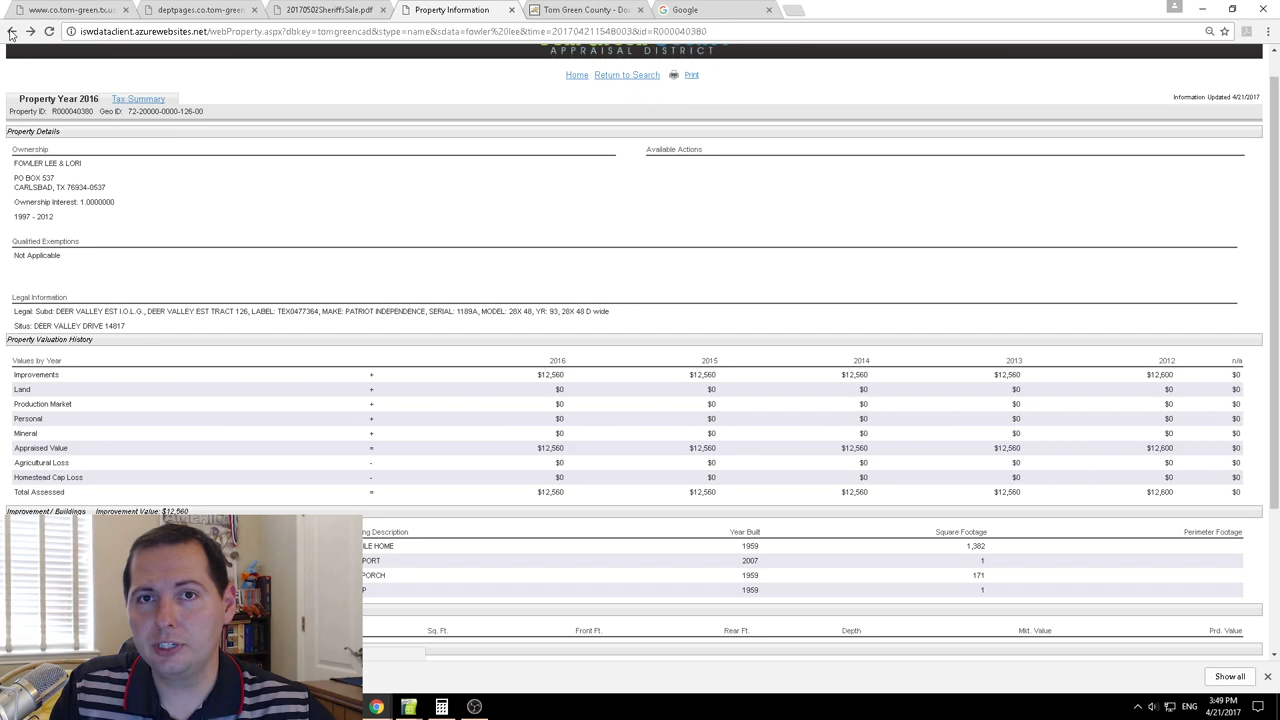 www.co.tom-green.tx.us
deptpages.co.tom-green
20170502SheriffsSale.pdf
Property Information
Tom Green County - Doc
Google
iswdataclient.azurewebsites.net/webProperty.aspx?dbkey=tomgreencad&stype=name&sdata=fowler%20lee&time=201704211548003&id=R000040380
APPRAISAL DISTRICT
Home Return to Search Print
Property Year 2016 Tax Summary
Information Updated 4/21/2017
Property ID: R000040380 Geo ID: 72-20000-0000-126-00
Property Details
Ownership Available Actions
FOWLER LEE & LORI
PO BOX 537
CARLSBAD, TX 76934-0537
Ownership Interest: 1.0000000
1997 - 2012
Qualified Exemptions
Not Applicable
Legal Information
Legal: Subd: DEER VALLEY EST I.O.L.G., DEER VALLEY EST TRACT 126, LABEL: TEX0477364, MAKE: PATRIOT INDEPENDENCE, SERIAL: 1189A, MODEL: 28X 48, YR: 93, 28X 48 D wide
Situs: DEER VALLEY DRIVE 14817
Property Valuation History
Values by Year 2016 2015 2014 2013 2012 n/a
Improvements + $12,560 $12,560 $12,560 $12,560 $12,600 $0
Land + $0 $0 $0 $0 $0 $0
Production Market + $0 $0 $0 $0 $0 $0
Personal + $0 $0 $0 $0 $0 $0
Mineral + $0 $0 $0 $0 $0 $0
Appraised Value = $12,560 $12,560 $12,560 $12,560 $12,600 $0
Agricultural Loss - $0 $0 $0 $0 $0 $0
Homestead Cap Loss - $0 $0 $0 $0 $0 $0
Total Assessed = $12,560 $12,560 $12,560 $12,560 $12,600 $0
Improvement / Buildings Improvement Value: $12,560
ng Description Year Built Square Footage Perimeter Footage
ILE HOME 1959 1,382
PORT 2007 1
PORCH 1959 171
P 1959 1
Sq. Ft. Front Ft. Rear Ft. Depth Mkt. Value Prd. Value
Show all
ENG
3:49 PM
4/21/2017